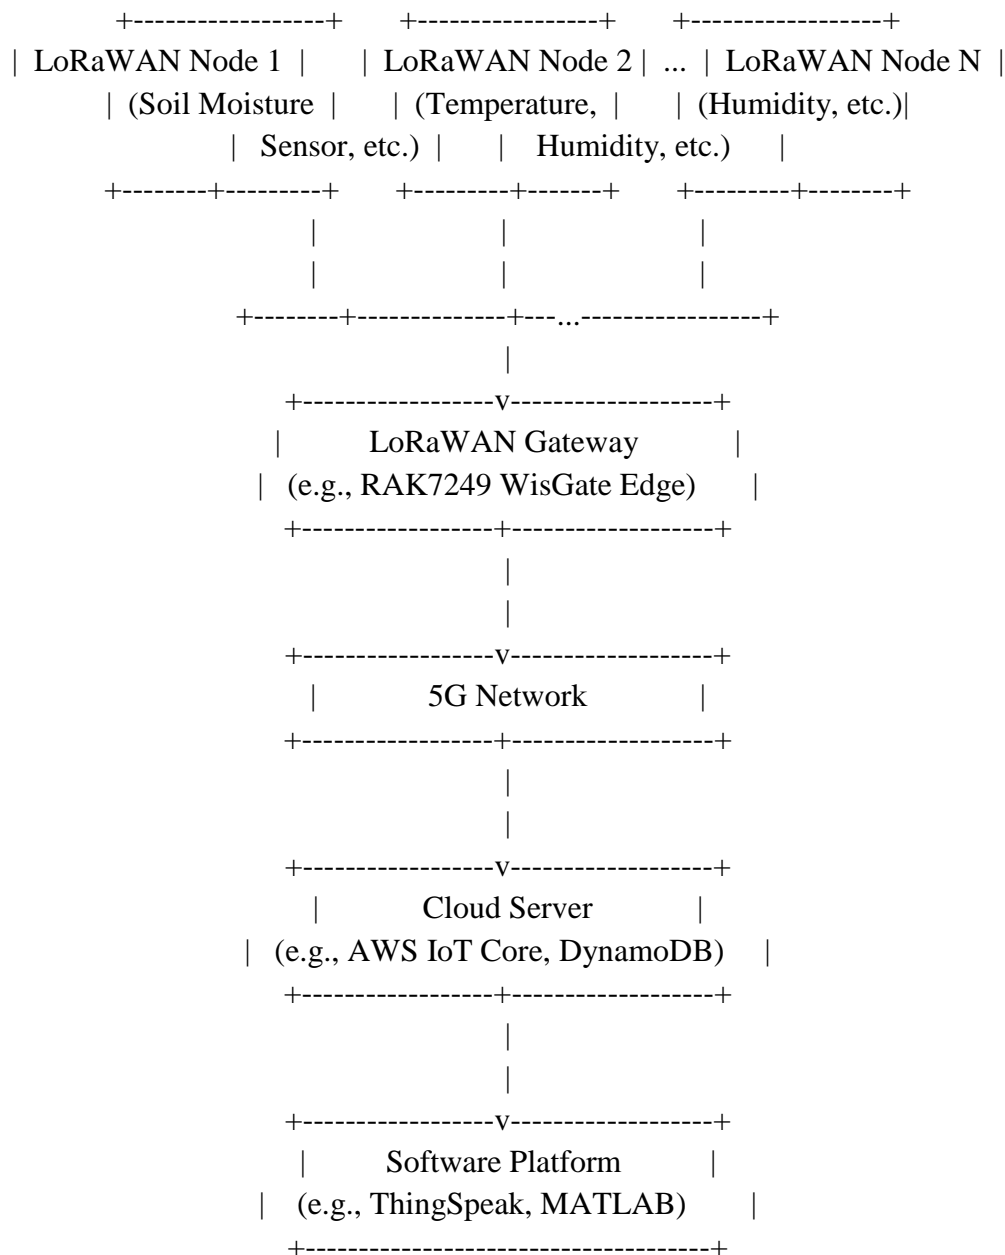 +-----------------+ +----------------+ +-----------------+
| LoRaWAN Node 1 | | LoRaWAN Node 2 | ... | LoRaWAN Node N |
| (Soil Moisture | | (Temperature, | | (Humidity, etc.)|
| Sensor, etc.) | | Humidity, etc.) |
+--------+---------+ +---------+-------+ +---------+--------+
| | |
| | |
+--------+--------------+---...-----------------+
|
+------------------v-------------------+
| LoRaWAN Gateway |
| (e.g., RAK7249 WisGate Edge) |
+------------------+-------------------+
|
|
+------------------v-------------------+
| 5G Network |
+------------------+-------------------+
|
|
+------------------v-------------------+
| Cloud Server |
| (e.g., AWS IoT Core, DynamoDB) |
+------------------+-------------------+
|
|
+------------------v-------------------+
| Software Platform |
| (e.g., ThingSpeak, MATLAB) |
+--------------------------------------+